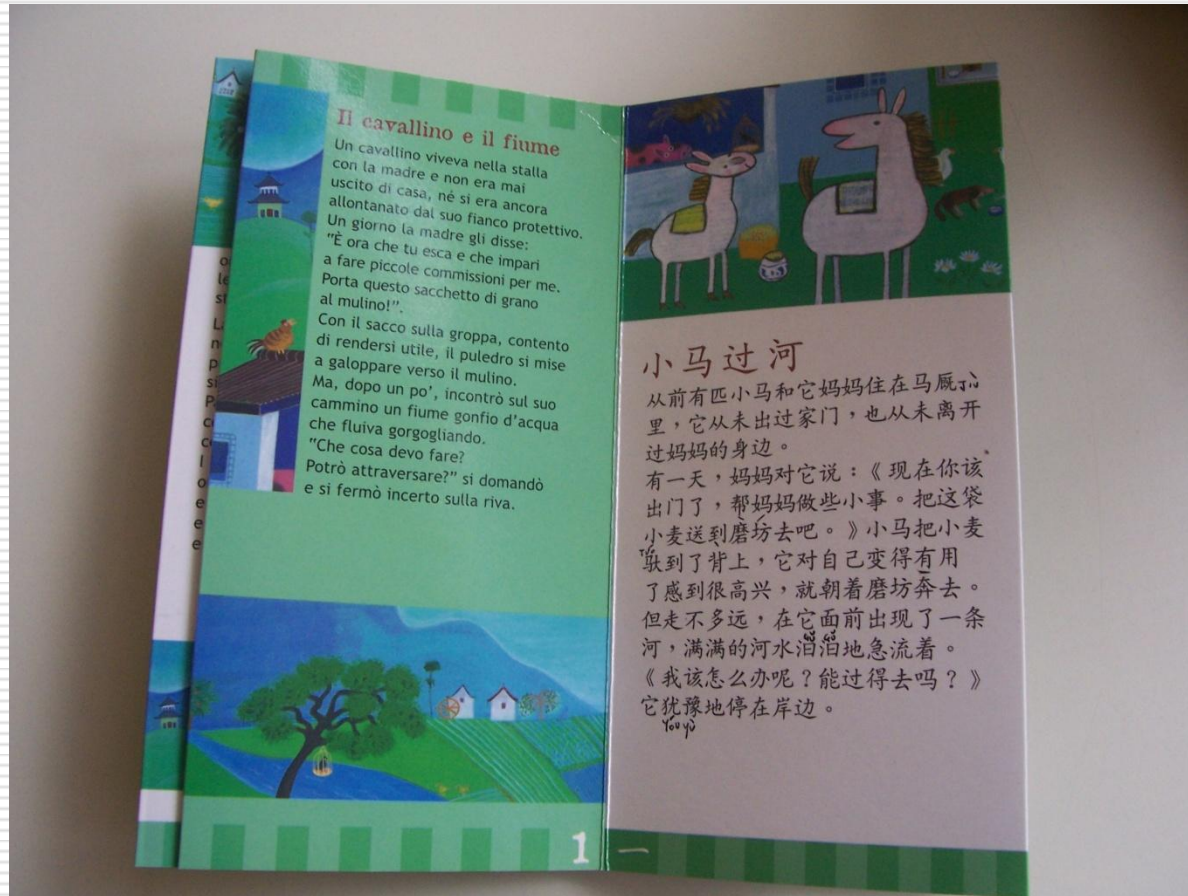 Il cavallino e il fiume
Un cavallino viveva nella stalla
con la madre e non era mai
uscito di casa, né si era ancora
allontanato dal suo fianco protettivo.
Un giorno la madre gli disse:
"È ora che tu esca e che impari
a fare piccole commissioni per me.
Porta questo sacchetto di grano
al mulino!".
Con il sacco sulla groppa, contento
di rendersi utile, il puledro si mise
a galoppare verso il mulino.
Ma, dopo un po', incontrò sul suo
cammino un fiume gonfio d'acqua
che fluiva gorgogliando.
"Che cosa devo fare?
Potrò attraversare?" si domandò
e si fermò incerto sulla riva.
1
小马过河
从前有匹小马和它妈妈住在马厩jiù
里，它从未出过家门，也从未离开
过妈妈的身边。
有一天，妈妈对它说：《现在你该
出门了，帮妈妈做些小事。把这袋
小麦送到磨坊去吧。》小马把小麦
驮到了背上，它对自己变得有用
了感到很高兴，就朝着磨坊奔去。
但走不多远，在它面前出现了一条
河，满满的河水汩汩地急流着。
《我该怎么办呢？能过得去吗？》
它犹豫地停在岸边。
Yóu yù
一